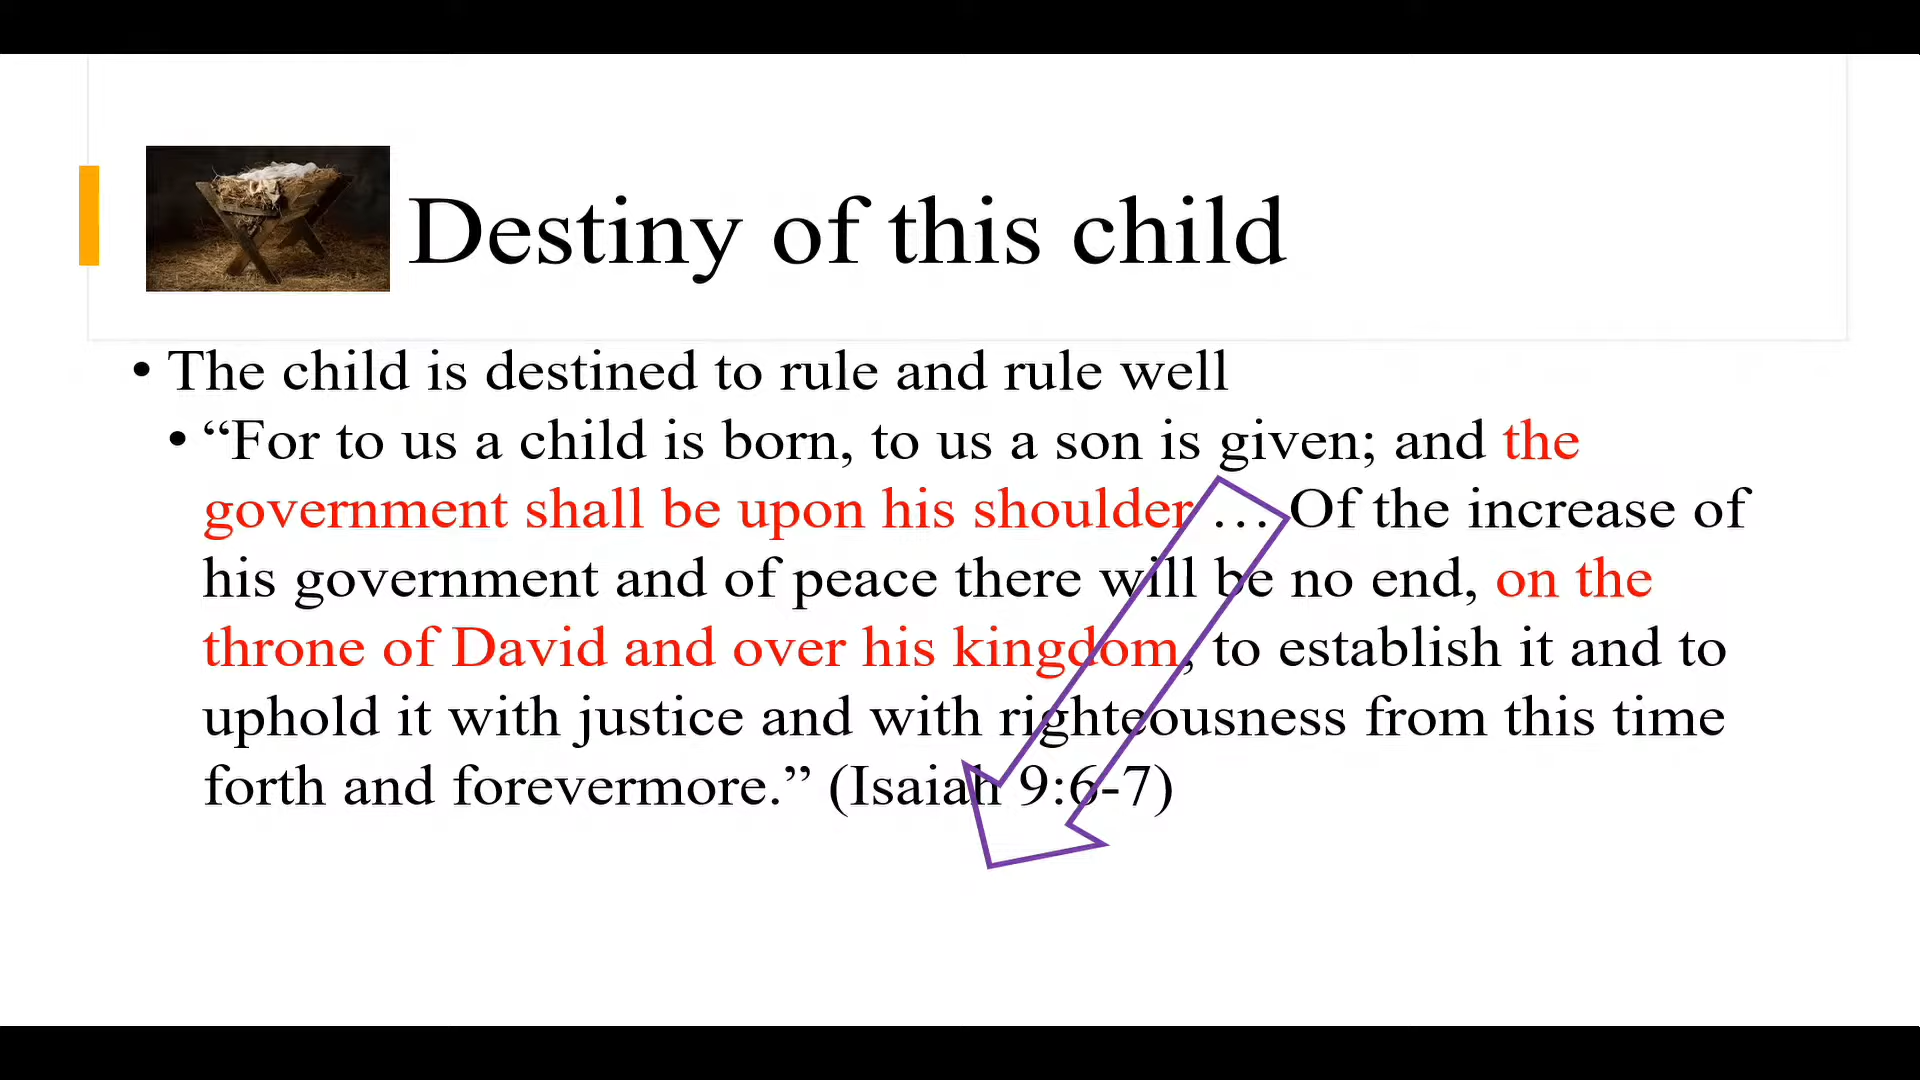 Destiny of this child
• The child is destined to rule and rule well
• “For to us a child is born, to us a son is given; and the
government shall be upon his shoulder … Of the increase of
his government and of peace there will be no end, on the
throne of David and over his kingdom, to establish it and to
uphold it with justice and with righteousness from this time
forth and forevermore.” (Isaiah 9:6-7)